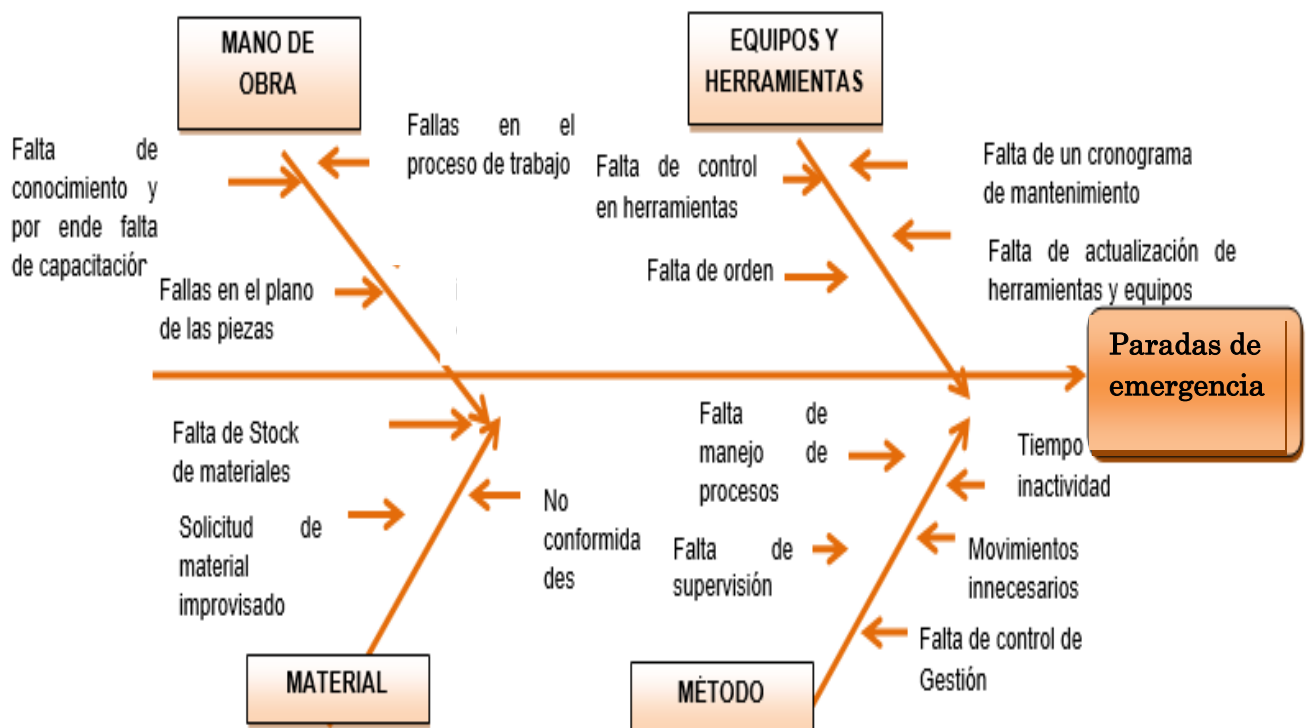 MANO DE
OBRA
EQUIPOS Y
HERRAMIENTAS
Falta de
conocimiento y
por ende falta
de capacitación
Fallas en el
proceso de trabajo
Fallas en el plano
de las piezas
Falta de control
en herramientas
Falta de orden
Falta de un cronograma
de mantenimiento
Falta de actualización de
herramientas y equipos
Paradas de
emergencia
Falta de Stock
de materiales
Solicitud de
material
improvisado
No
conformida
des
Falta de
manejo de
procesos
Falta de
supervisión
Tiempo
inactividad
Movimientos
innecesarios
Falta de control de
Gestión
MATERIAL
MÉTODO